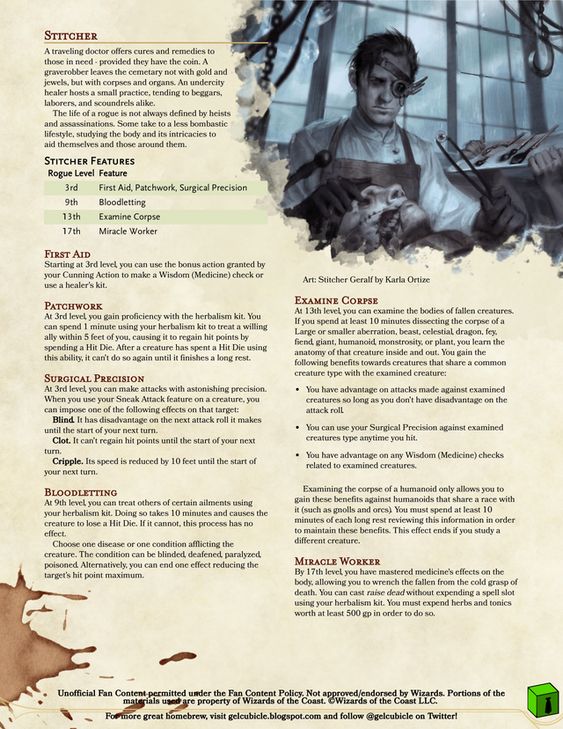 Stitcher
A traveling doctor offers cures and remedies to
those in need - provided they have the coin. A
graverobber leaves the cemetary not with gold and
jewels, but with corpses and organs. An undercity
healer hosts a small practice, tending to beggars,
laborers, and scoundrels alike.
The life of a rogue is not always defined by heists
and assassinations. Some take to a less bombastic
lifestyle, studying the body and its intricacies to
aid themselves and those around them.
Stitcher Features
Rogue Level Feature
3rd First Aid, Patchwork, Surgical Precision
9th Bloodletting
13th Examine Corpse
17th Miracle Worker
First Aid
Starting at 3rd level, you can use the bonus action granted by
your Cunning Action to make a Wisdom (Medicine) check or
use a healer's kit.
Patchwork
At 3rd level, you gain proficiency with the herbalism kit. You
can spend 1 minute using your herbalism kit to treat a willing
ally within 5 feet of you, causing it to regain hit points by
spending a Hit Die. After a creature has spent a Hit Die using
this ability, it can't do so again until it finishes a long rest.
Surgical Precision
At 3rd level, you can make attacks with astonishing precision.
When you use your Sneak Attack feature on a creature, you
can impose one of the following effects on that target:
Blind. It has disadvantage on the next attack roll it makes
until the start of your next turn.
Clot. It can't regain hit points until the start of your next
turn.
Cripple. Its speed is reduced by 10 feet until the start of
your next turn.
Bloodletting
At 9th level, you can treat others of certain ailments using
your herbalism kit. Doing so takes 10 minutes and causes the
creature to lose a Hit Die. If it cannot, this process has no
effect.
Choose one disease or one condition afflicting the
creature. The condition can be blinded, deafened, paralyzed,
poisoned. Alternatively, you can end one effect reducing the
target's hit point maximum.
Art: Stitcher Geralf by Karla Ortize
Examine Corpse
At 13th level, you can examine the bodies of fallen creatures.
If you spend at least 10 minutes dissecting the corpse of a
Large or smaller aberration, beast, celestial, dragon, fey,
fiend, giant, humanoid, monstrosity, or plant, you learn the
anatomy of that creature inside and out. You gain the
following benefits towards creatures that share a common
creature type with the examined creature:
• You have advantage on attacks made against examined
creatures so long as you don't have disadvantage on the
attack roll.
• You can use your Surgical Precision against examined
creatures type anytime you hit.
• You have advantage on any Wisdom (Medicine) checks
related to examined creatures.
Examining the corpse of a humanoid only allows you to
gain these benefits against humanoids that share a race with
it (such as gnolls and orcs). You must spend at least 10
minutes of each long rest reviewing this information in order
to maintain these benefits. This effect ends if you study a
different creature.
Miracle Worker
By 17th level, you have mastered medicine's effects on the
body, allowing you to wrench the fallen from the cold grasp of
death. You can cast raise dead without expending a spell slot
using your herbalism kit. You must expend herbs and tonics
worth at least 500 gp in order to do so.
Unofficial Fan Content permitted under the Fan Content Policy. Not approved/endorsed by Wizards. Portions of the
materials used are property of Wizards of the Coast. ©Wizards of the Coast LLC.
For more great homebrew, visit gelcubicle.blogspot.com and follow @gelcubicle on Twitter!